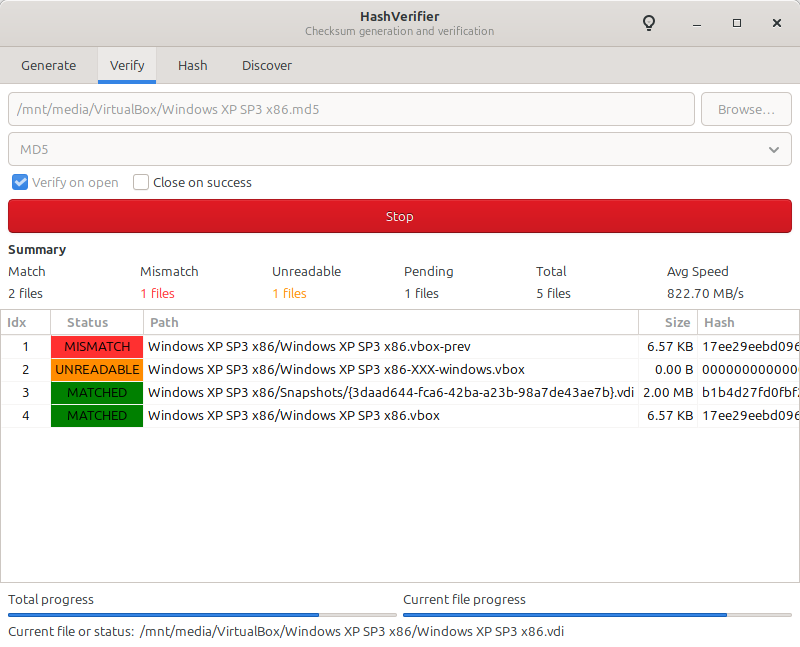 HashVerifier
Checksum generation and verification
Generate Verify Hash Discover
/mnt/media/VirtualBox/Windows XP SP3 x86.md5 Browse...
MD5
Verify on open Close on success
Stop
Summary
Match Mismatch Unreadable Pending Total Avg Speed
2 files 1 files 1 files 1 files 5 files 822.70 MB/s
Idx Status Path Size Hash
1 MISMATCH Windows XP SP3 x86/Windows XP SP3 x86.vbox-prev 6.57 KB 17ee29eebd096
2 UNREADABLE Windows XP SP3 x86/Windows XP SP3 x86-XXX-windows.vbox 0.00 B 000000000000
3 MATCHED Windows XP SP3 x86/Snapshots/{3daad644-fca6-42ba-a23b-98a7de43ae7b}.vdi 2.00 MB b1b4d27fd0fbf
4 MATCHED Windows XP SP3 x86/Windows XP SP3 x86.vbox 6.57 KB 17ee29eebd096
Total progress Current file progress
Current file or status: /mnt/media/VirtualBox/Windows XP SP3 x86/Windows XP SP3 x86.vdi